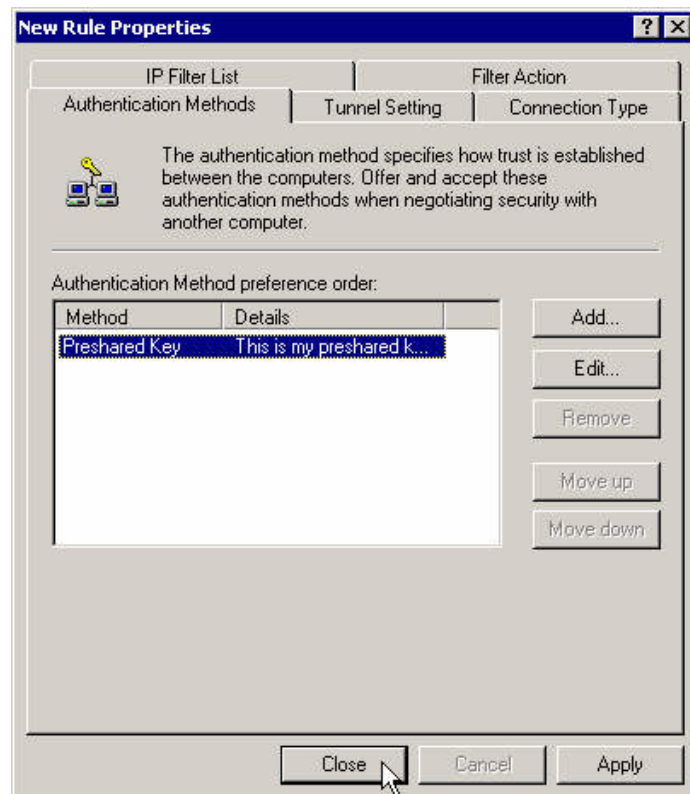 New Rule Properties
IP Filter List Filter Action
Authentication Methods Tunnel Setting Connection Type
The authentication method specifies how trust is established
between the computers. Offer and accept these
authentication methods when negotiating security with
another computer.
Authentication Method preference order:
Method Details
Preshared Key This is my preshared k...
Add...
Edit...
Remove
Move up
Move down
Close Cancel Apply